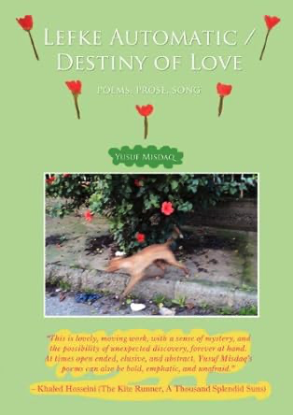 LEFKE AUTOMATIC /
DESTINY OF LOVE
POEMS, PROSE, SONG
YUSUF MISDAQ
"This is lovely, moving work, with a sense of mystery, and
the possibility of unexpected discovery, forever at hand.
At times open ended, elusive, and abstract, Yusuf Misdaq's
poems can also be bold, emphatic, and unafraid."
—Khaled Hosseini (The Kite Runner, A Thousand Splendid Suns)